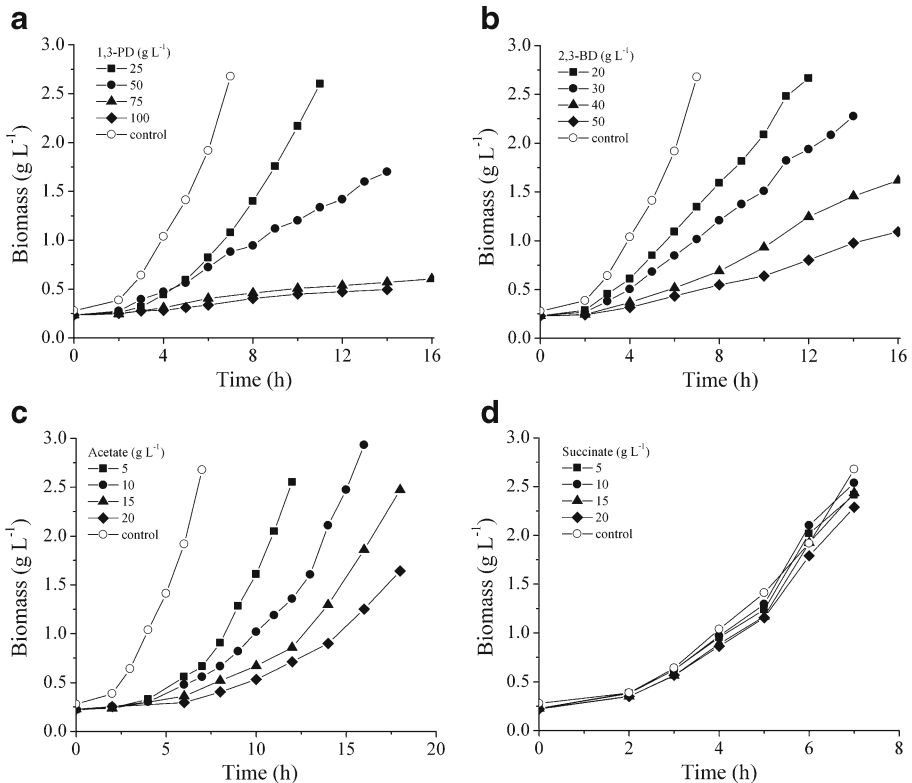 a
1,3-PD (g L⁻¹)
25
50
75
100
control
Biomass (g L⁻¹)
3.0
2.5
2.0
1.5
1.0
0.5
0.0
0 4 8 12 16
Time (h)
b
2,3-BD (g L⁻¹)
20
30
40
50
control
Biomass (g L⁻¹)
3.0
2.5
2.0
1.5
1.0
0.5
0.0
0 4 8 12 16
Time (h)
c
Acetate (g L⁻¹)
5
10
15
20
control
Biomass (g L⁻¹)
3.0
2.5
2.0
1.5
1.0
0.5
0.0
0 5 10 15 20
Time (h)
d
Succinate (g L⁻¹)
5
10
15
20
control
Biomass (g L⁻¹)
3.0
2.5
2.0
1.5
1.0
0.5
0.0
0 2 4 6 8
Time (h)